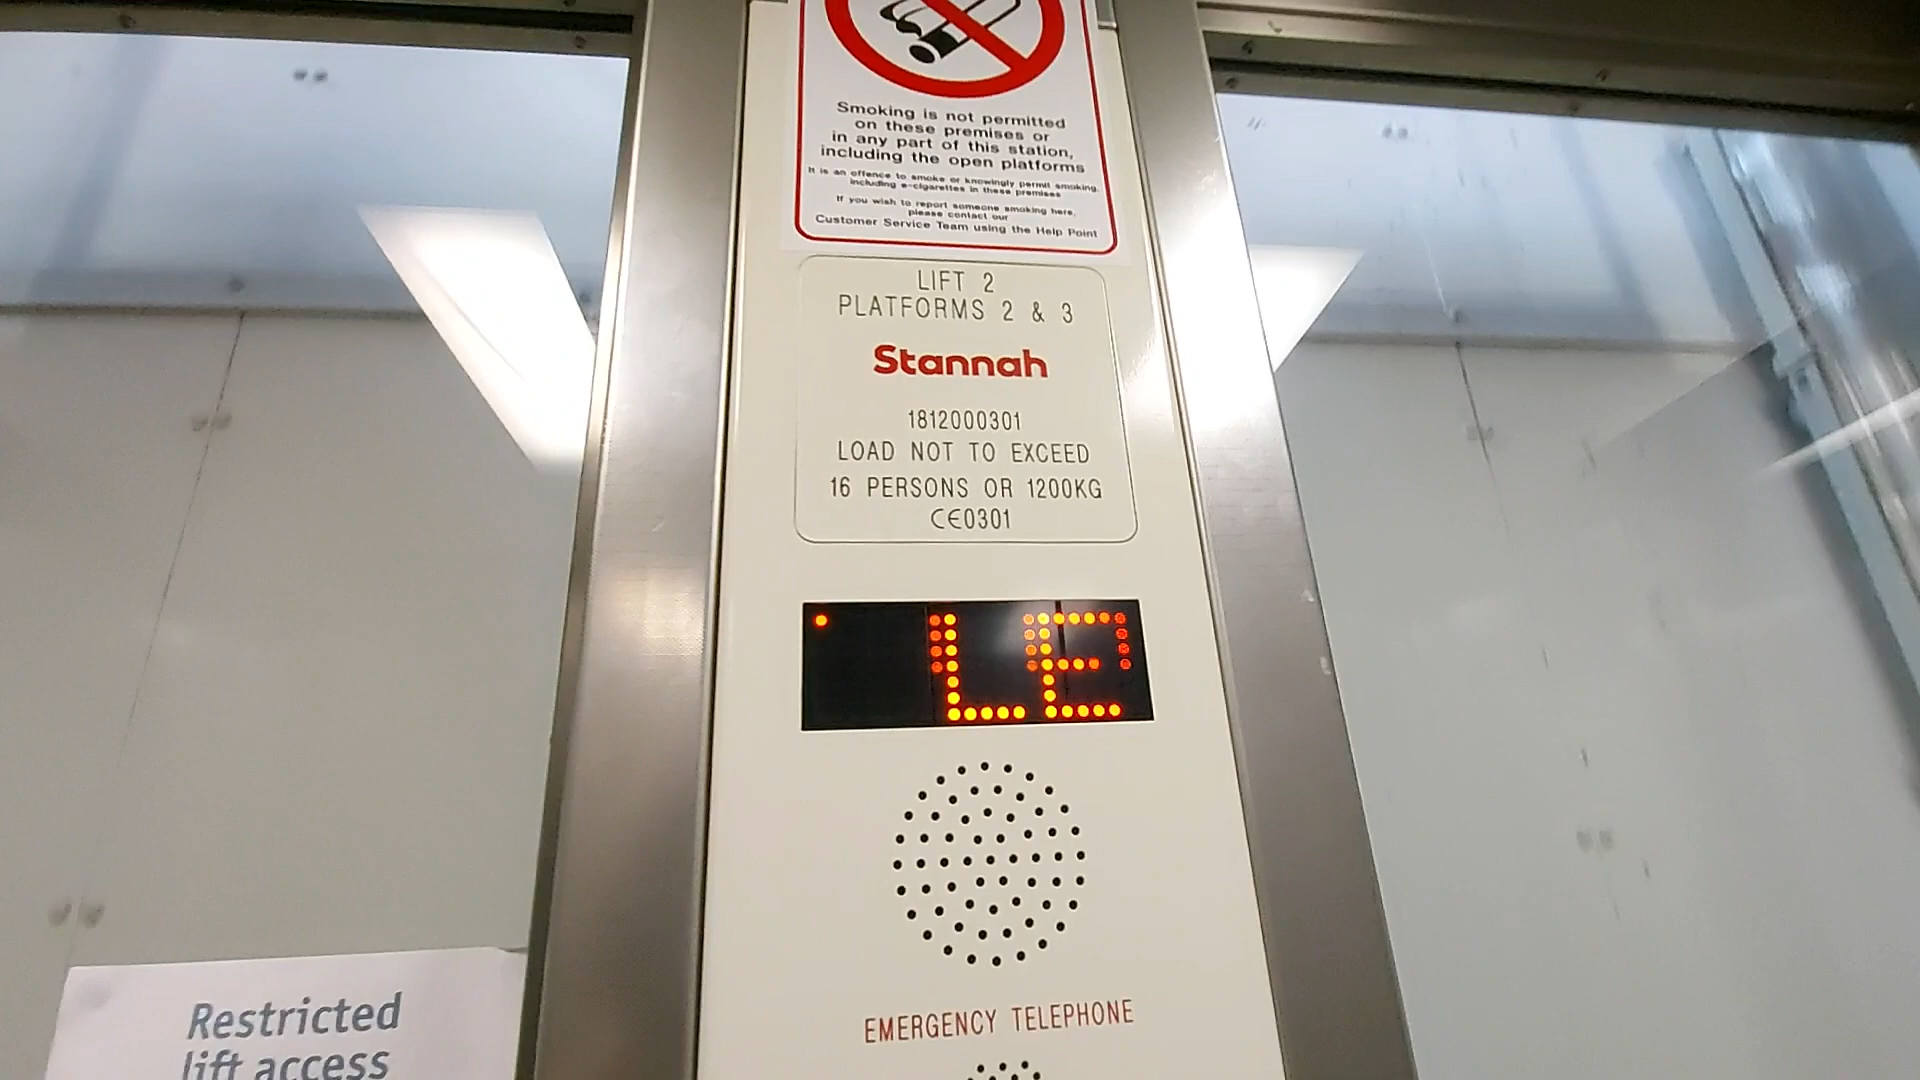 Smoking is not permitted
on these premises or
in any part of this station,
including the open platforms
It is an offence to smoke or knowingly permit smoking,
including e-cigarettes in these premises
If you wish to report someone smoking here,
please contact our
Customer Service Team using the Help Point
LIFT 2
PLATFORMS 2 & 3
Stannah
1812000301
LOAD NOT TO EXCEED
16 PERSONS OR 1200KG
CE0301
EMERGENCY TELEPHONE
Restricted
lift access